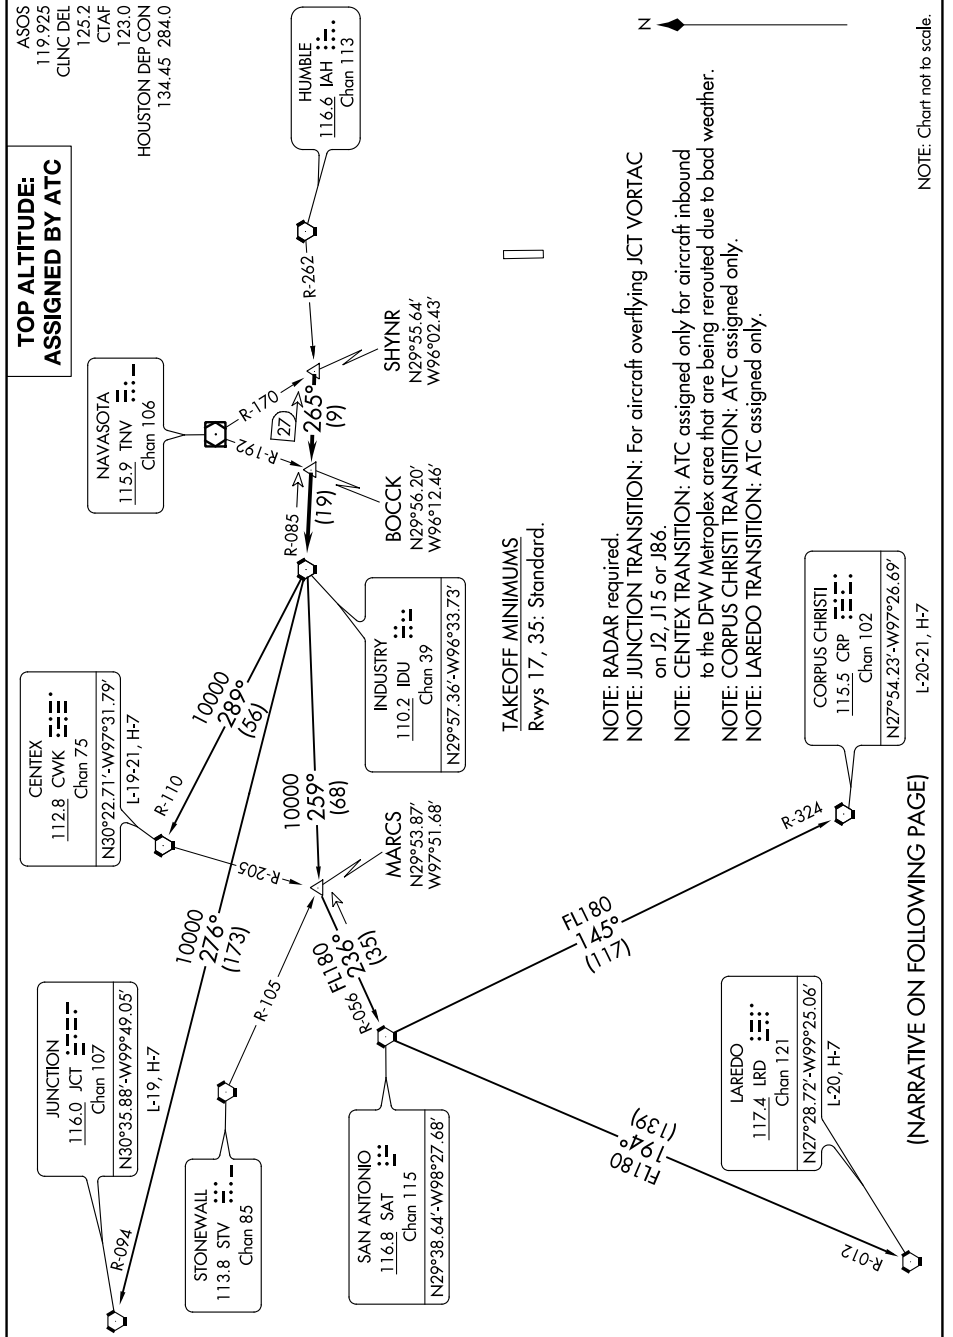 TOP ALTITUDE:
ASSIGNED BY ATC
ASOS
119.925
CLNC DEL
125.2
CTAF
123.0
HOUSTON DEP CON
134.45 284.0
JUNCTION
116.0 JCT
Chan 107
N30°35.88'-W99°49.05'
L-19, H-7
R-094
CENTEX
112.8 CWK
Chan 75
N30°22.71'-W97°31.79'
L-19-21, H-7
R-110
NAVASOTA
115.9 TNV
Chan 106
R-170
R-192
HUMBLE
116.6 IAH
Chan 113
R-262
10000
276°
(173)
10000
289°
(56)
STONEWALL
113.8 STV
Chan 85
R-105
R-205
R-085
(19)
27
265°
(9)
SHYNR
N29°55.64'
W96°02.43'
BOCCK
N29°56.20'
W96°12.46'
INDUSTRY
110.2 IDU
Chan 39
N29°57.36'-W96°33.73'
10000
259°
(68)
MARCS
N29°53.87'
W97°51.68'
FL180
236°
(35)
R-056
SAN ANTONIO
116.8 SAT
Chan 115
N29°38.64'-W98°27.68'
TAKEOFF MINIMUMS
Rwys 17, 35: Standard.
NOTE: RADAR required.
NOTE: JUNCTION TRANSITION: For aircraft overflying JCT VORTAC
on J2, J15 or J86.
NOTE: CENTEX TRANSITION: ATC assigned only for aircraft inbound
to the DFW Metroplex area that are being rerouted due to bad weather.
NOTE: CORPUS CHRISTI TRANSITION: ATC assigned only.
NOTE: LAREDO TRANSITION: ATC assigned only.
N
FL180
194°
(139)
R-012
FL180
145°
(117)
R-324
LAREDO
117.4 LRD
Chan 121
N27°28.72'-W99°25.06'
L-20, H-7
CORPUS CHRISTI
115.5 CRP
Chan 102
N27°54.23'-W97°26.69'
L-20-21, H-7
(NARRATIVE ON FOLLOWING PAGE)
NOTE: Chart not to scale.